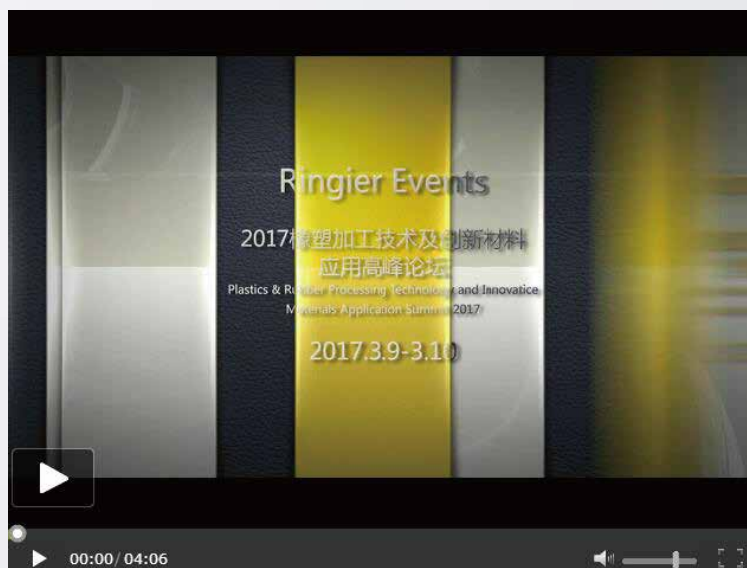 Ringier Events
2017橡塑加工技术及创新材料
应用高峰论坛
Plastics & Rubber Processing Technology and Innovatice
Materials Application Summit 2017
2017.3.9-3.10
00:00/04:06